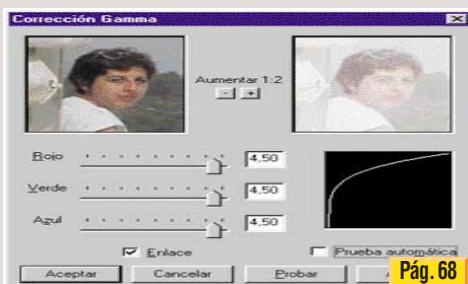 Corrección Gamma
Aumentar 1:2
- +
Rojo 4,50
Verde 4,50
Azul 4,50
Enlace
Prueba automática
Aceptar Cancelar Probar
Pág. 68